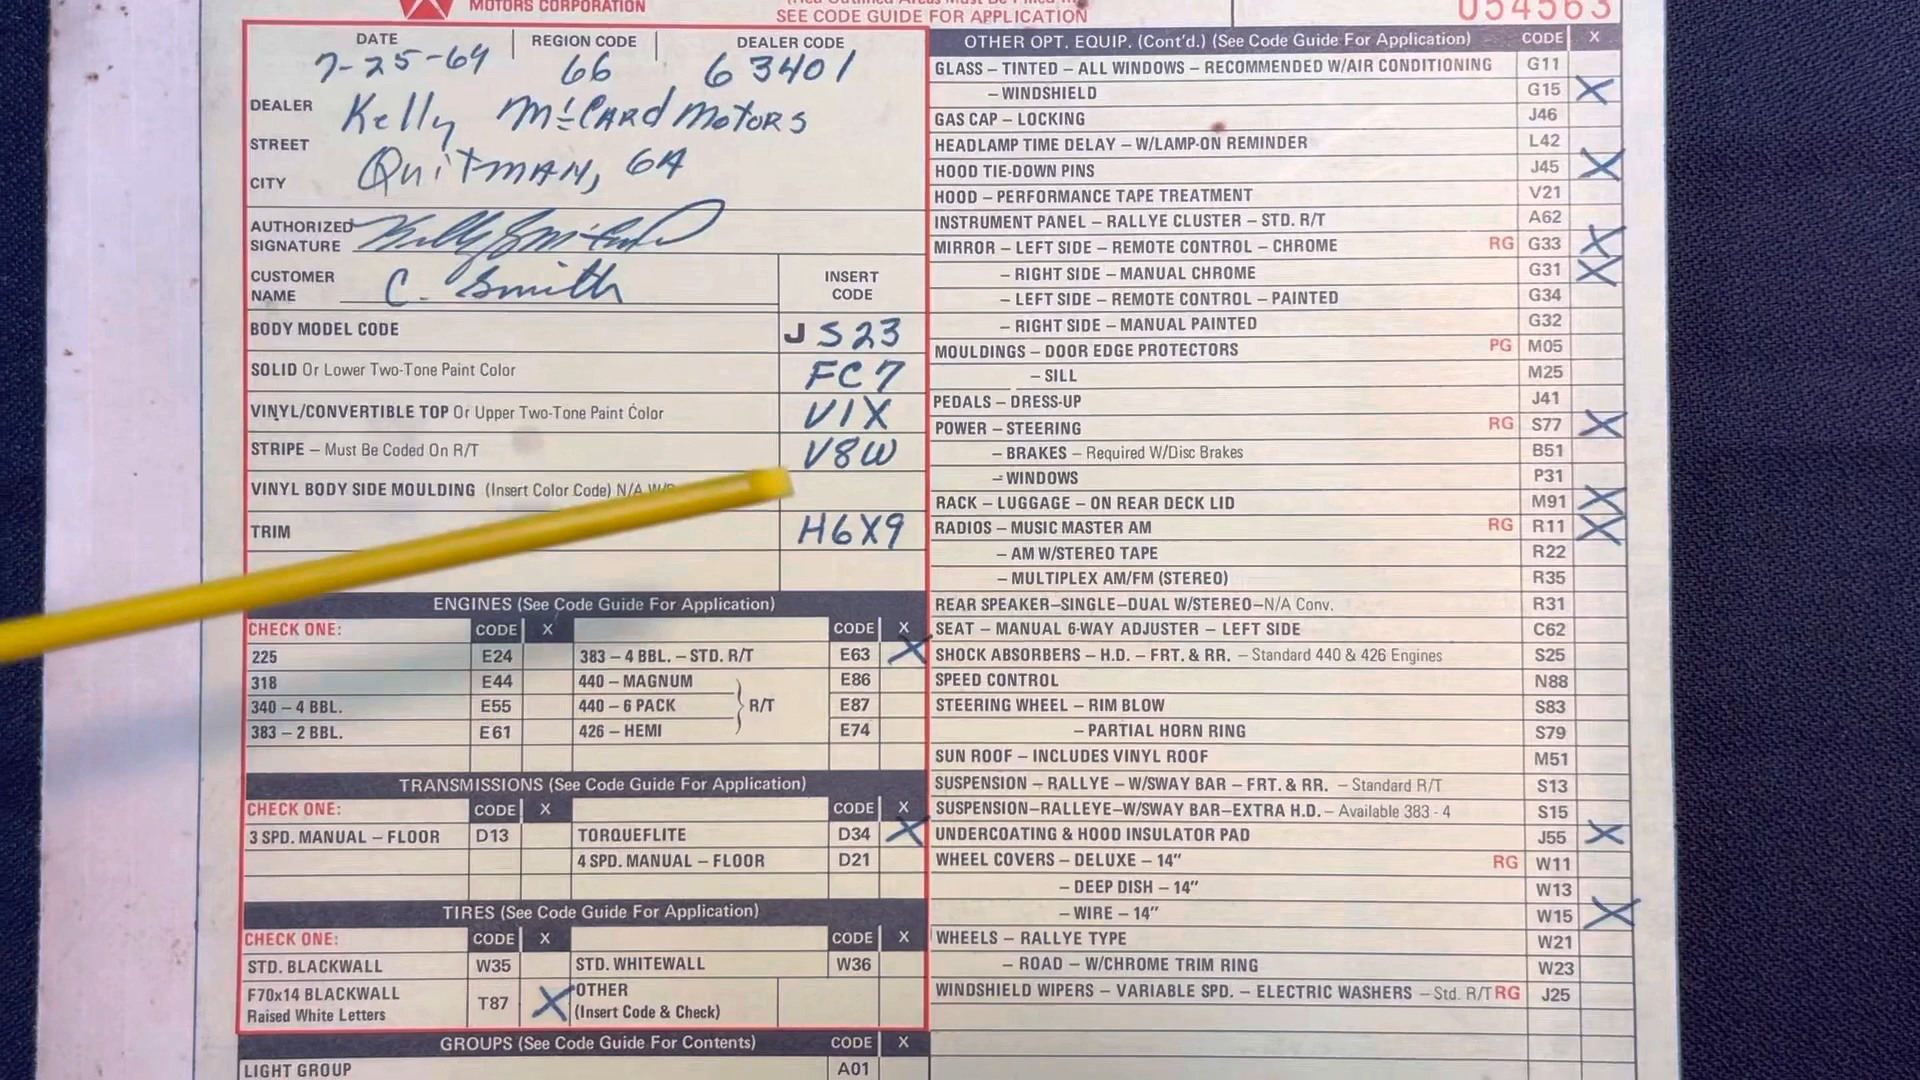 MOTORS CORPORATION
SEE CODE GUIDE FOR APPLICATION
054563
DATE REGION CODE DEALER CODE
7-25-69 66 63401
DEALER Kelly McCard Motors
STREET
CITY Quitman, GA
AUTHORIZED SIGNATURE
CUSTOMER NAME C. Smith
INSERT CODE
BODY MODEL CODE JS23
SOLID Or Lower Two-Tone Paint Color FC7
VINYL/CONVERTIBLE TOP Or Upper Two-Tone Paint Color V1X
STRIPE – Must Be Coded On R/T V8W
VINYL BODY SIDE MOULDING (Insert Color Code) N/A
TRIM H6X9
ENGINES (See Code Guide For Application)
CHECK ONE: CODE X CODE X
225 E24 383 – 4 BBL. – STD. R/T E63 X
318 E44 440 – MAGNUM E86
340 – 4 BBL. E55 440 – 6 PACK R/T E87
383 – 2 BBL. E61 426 – HEMI E74
TRANSMISSIONS (See Code Guide For Application)
CHECK ONE: CODE X CODE X
3 SPD. MANUAL – FLOOR D13 TORQUEFLITE D34 X
4 SPD. MANUAL – FLOOR D21
TIRES (See Code Guide For Application)
CHECK ONE: CODE X CODE X
STD. BLACKWALL W35 STD. WHITEWALL W36
F70x14 BLACKWALL Raised White Letters T87 X OTHER (Insert Code & Check)
GROUPS (See Code Guide For Contents) CODE X
LIGHT GROUP A01
OTHER OPT. EQUIP. (Cont'd.) (See Code Guide For Application) CODE X
GLASS – TINTED – ALL WINDOWS – RECOMMENDED W/AIR CONDITIONING G11
– WINDSHIELD G15 X
GAS CAP – LOCKING J46
HEADLAMP TIME DELAY – W/LAMP-ON REMINDER L42
HOOD TIE-DOWN PINS J45 X
HOOD – PERFORMANCE TAPE TREATMENT V21
INSTRUMENT PANEL – RALLYE CLUSTER – STD. R/T A62
MIRROR – LEFT SIDE – REMOTE CONTROL – CHROME RG G33 X
– RIGHT SIDE – MANUAL CHROME G31 X
– LEFT SIDE – REMOTE CONTROL – PAINTED G34
– RIGHT SIDE – MANUAL PAINTED G32
MOULDINGS – DOOR EDGE PROTECTORS PG M05
– SILL M25
PEDALS – DRESS-UP J41
POWER – STEERING RG S77 X
– BRAKES – Required W/Disc Brakes B51
– WINDOWS P31
RACK – LUGGAGE – ON REAR DECK LID M91 X
RADIOS – MUSIC MASTER AM RG R11 X
– AM W/STEREO TAPE R22
– MULTIPLEX AM/FM (STEREO) R35
REAR SPEAKER–SINGLE–DUAL W/STEREO–N/A Conv. R31
SEAT – MANUAL 6-WAY ADJUSTER – LEFT SIDE C62
SHOCK ABSORBERS – H.D. – FRT. & RR. – Standard 440 & 426 Engines S25
SPEED CONTROL N88
STEERING WHEEL – RIM BLOW S83
– PARTIAL HORN RING S79
SUN ROOF – INCLUDES VINYL ROOF M51
SUSPENSION – RALLYE – W/SWAY BAR – FRT. & RR. – Standard R/T S13
SUSPENSION–RALLEYE–W/SWAY BAR–EXTRA H.D. – Available 383 - 4 S15
UNDERCOATING & HOOD INSULATOR PAD J55 X
WHEEL COVERS – DELUXE – 14" RG W11
– DEEP DISH – 14" W13
– WIRE – 14" W15 X
WHEELS – RALLYE TYPE W21
– ROAD – W/CHROME TRIM RING W23
WINDSHIELD WIPERS – VARIABLE SPD. – ELECTRIC WASHERS – Std. R/T RG J25